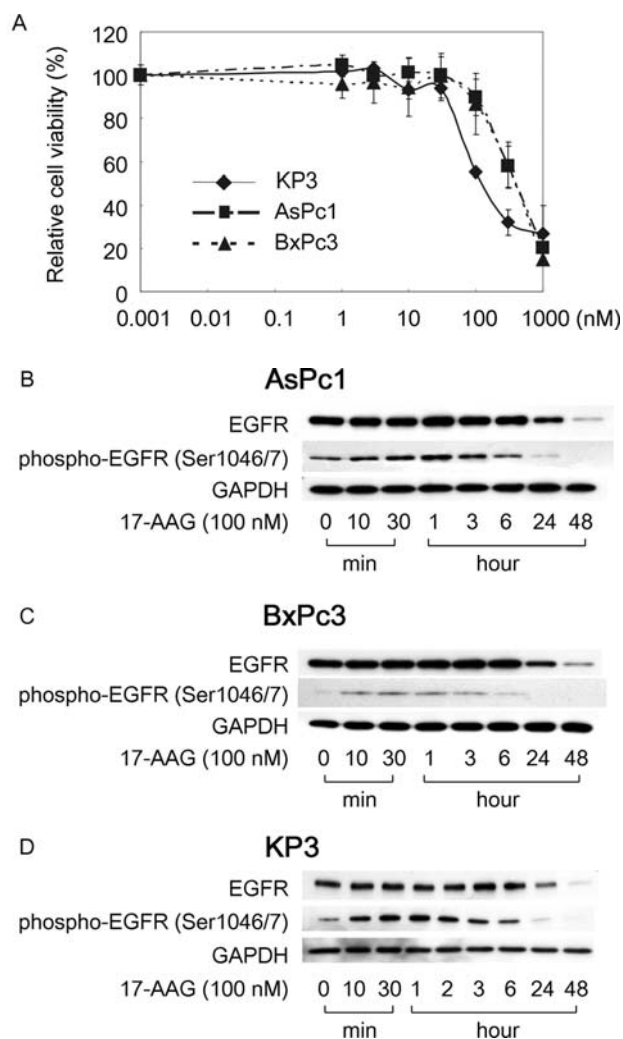 A
120
100
80
60
40
20
0
Relative cell viability (%)
KP3
AsPc1
BxPc3
0.001 0.01 0.1 1 10 100 1000 (nM)
B
AsPc1
EGFR
phospho-EGFR (Ser1046/7)
GAPDH
17-AAG (100 nM) 0 10 30 1 3 6 24 48
min hour
C
BxPc3
EGFR
phospho-EGFR (Ser1046/7)
GAPDH
17-AAG (100 nM) 0 10 30 1 3 6 24 48
min hour
D
KP3
EGFR
phospho-EGFR (Ser1046/7)
GAPDH
17-AAG (100 nM) 0 10 30 1 2 3 6 24 48
min hour